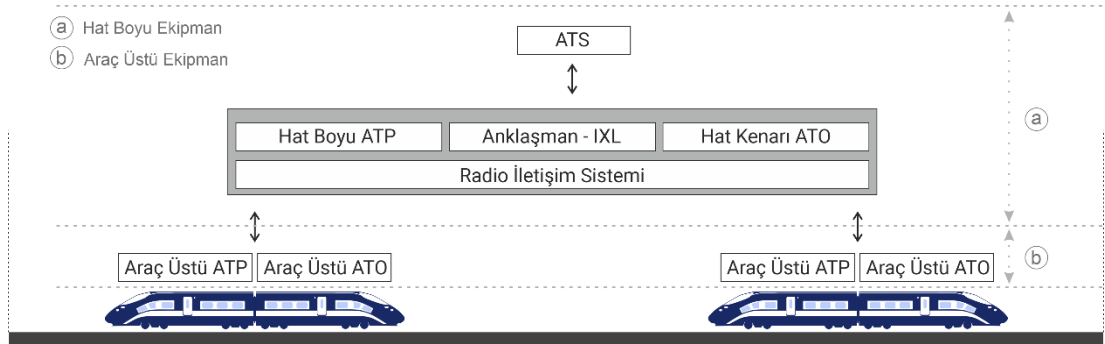 a Hat Boyu Ekipman
b Araç Üstü Ekipman
ATS
Hat Boyu ATP Anklaşman - IXL Hat Kenarı ATO
Radio İletişim Sistemi
a
Araç Üstü ATP Araç Üstü ATO Araç Üstü ATP Araç Üstü ATO
b